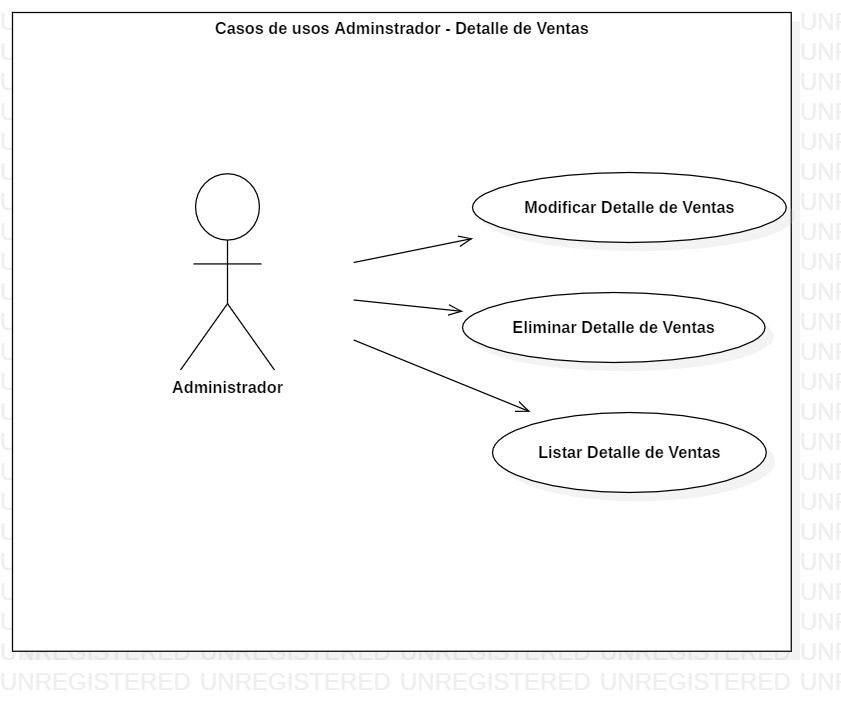 Casos de usos Adminstrador - Detalle de Ventas
Modificar Detalle de Ventas
Eliminar Detalle de Ventas
Administrador
Listar Detalle de Ventas
UNREGISTERED UNREGISTERED UNREGISTERED UNREGISTERED
UNREGISTERED UNREGISTERED UNREGISTERED UNREGISTERED